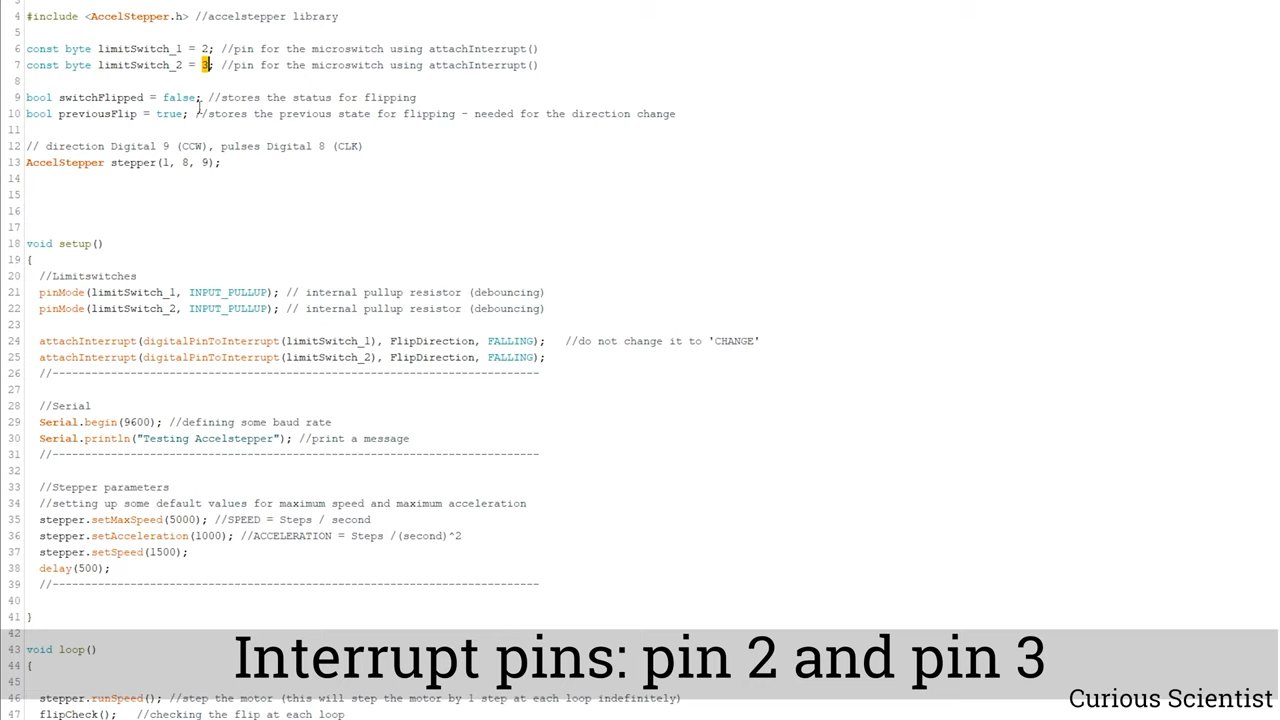 3
4 #include <AccelStepper.h> //accelstepper library
5
6 const byte limitSwitch_1 = 2; //pin for the microswitch using attachInterrupt()
7 const byte limitSwitch_2 = 3; //pin for the microswitch using attachInterrupt()
8
9 bool switchFlipped = false; //stores the status for flipping
10 bool previousFlip = true; //stores the previous state for flipping - needed for the direction change
11
12 // direction Digital 9 (CCW), pulses Digital 8 (CLK)
13 AccelStepper stepper(1, 8, 9);
14
15
16
17
18 void setup()
19 {
20 //Limitswitches
21 pinMode(limitSwitch_1, INPUT_PULLUP); // internal pullup resistor (debouncing)
22 pinMode(limitSwitch_2, INPUT_PULLUP); // internal pullup resistor (debouncing)
23
24 attachInterrupt(digitalPinToInterrupt(limitSwitch_1), FlipDirection, FALLING); //do not change it to 'CHANGE'
25 attachInterrupt(digitalPinToInterrupt(limitSwitch_2), FlipDirection, FALLING);
26 //---------------------------------------------------------------------------
27
28 //Serial
29 Serial.begin(9600); //defining some baud rate
30 Serial.println("Testing Accelstepper"); //print a message
31 //---------------------------------------------------------------------------
32
33 //Stepper parameters
34 //setting up some default values for maximum speed and maximum acceleration
35 stepper.setMaxSpeed(5000); //SPEED = Steps / second
36 stepper.setAcceleration(1000); //ACCELERATION = Steps /(second)^2
37 stepper.setSpeed(1500);
38 delay(500);
39 //---------------------------------------------------------------------------
40
41 }
42
43 void loop()
44 {
45
46 stepper.runSpeed(); //step the motor (this will step the motor by 1 step at each loop indefinitely)
47 flipCheck(); //checking the flip at each loop
Interrupt pins: pin 2 and pin 3
Curious Scientist